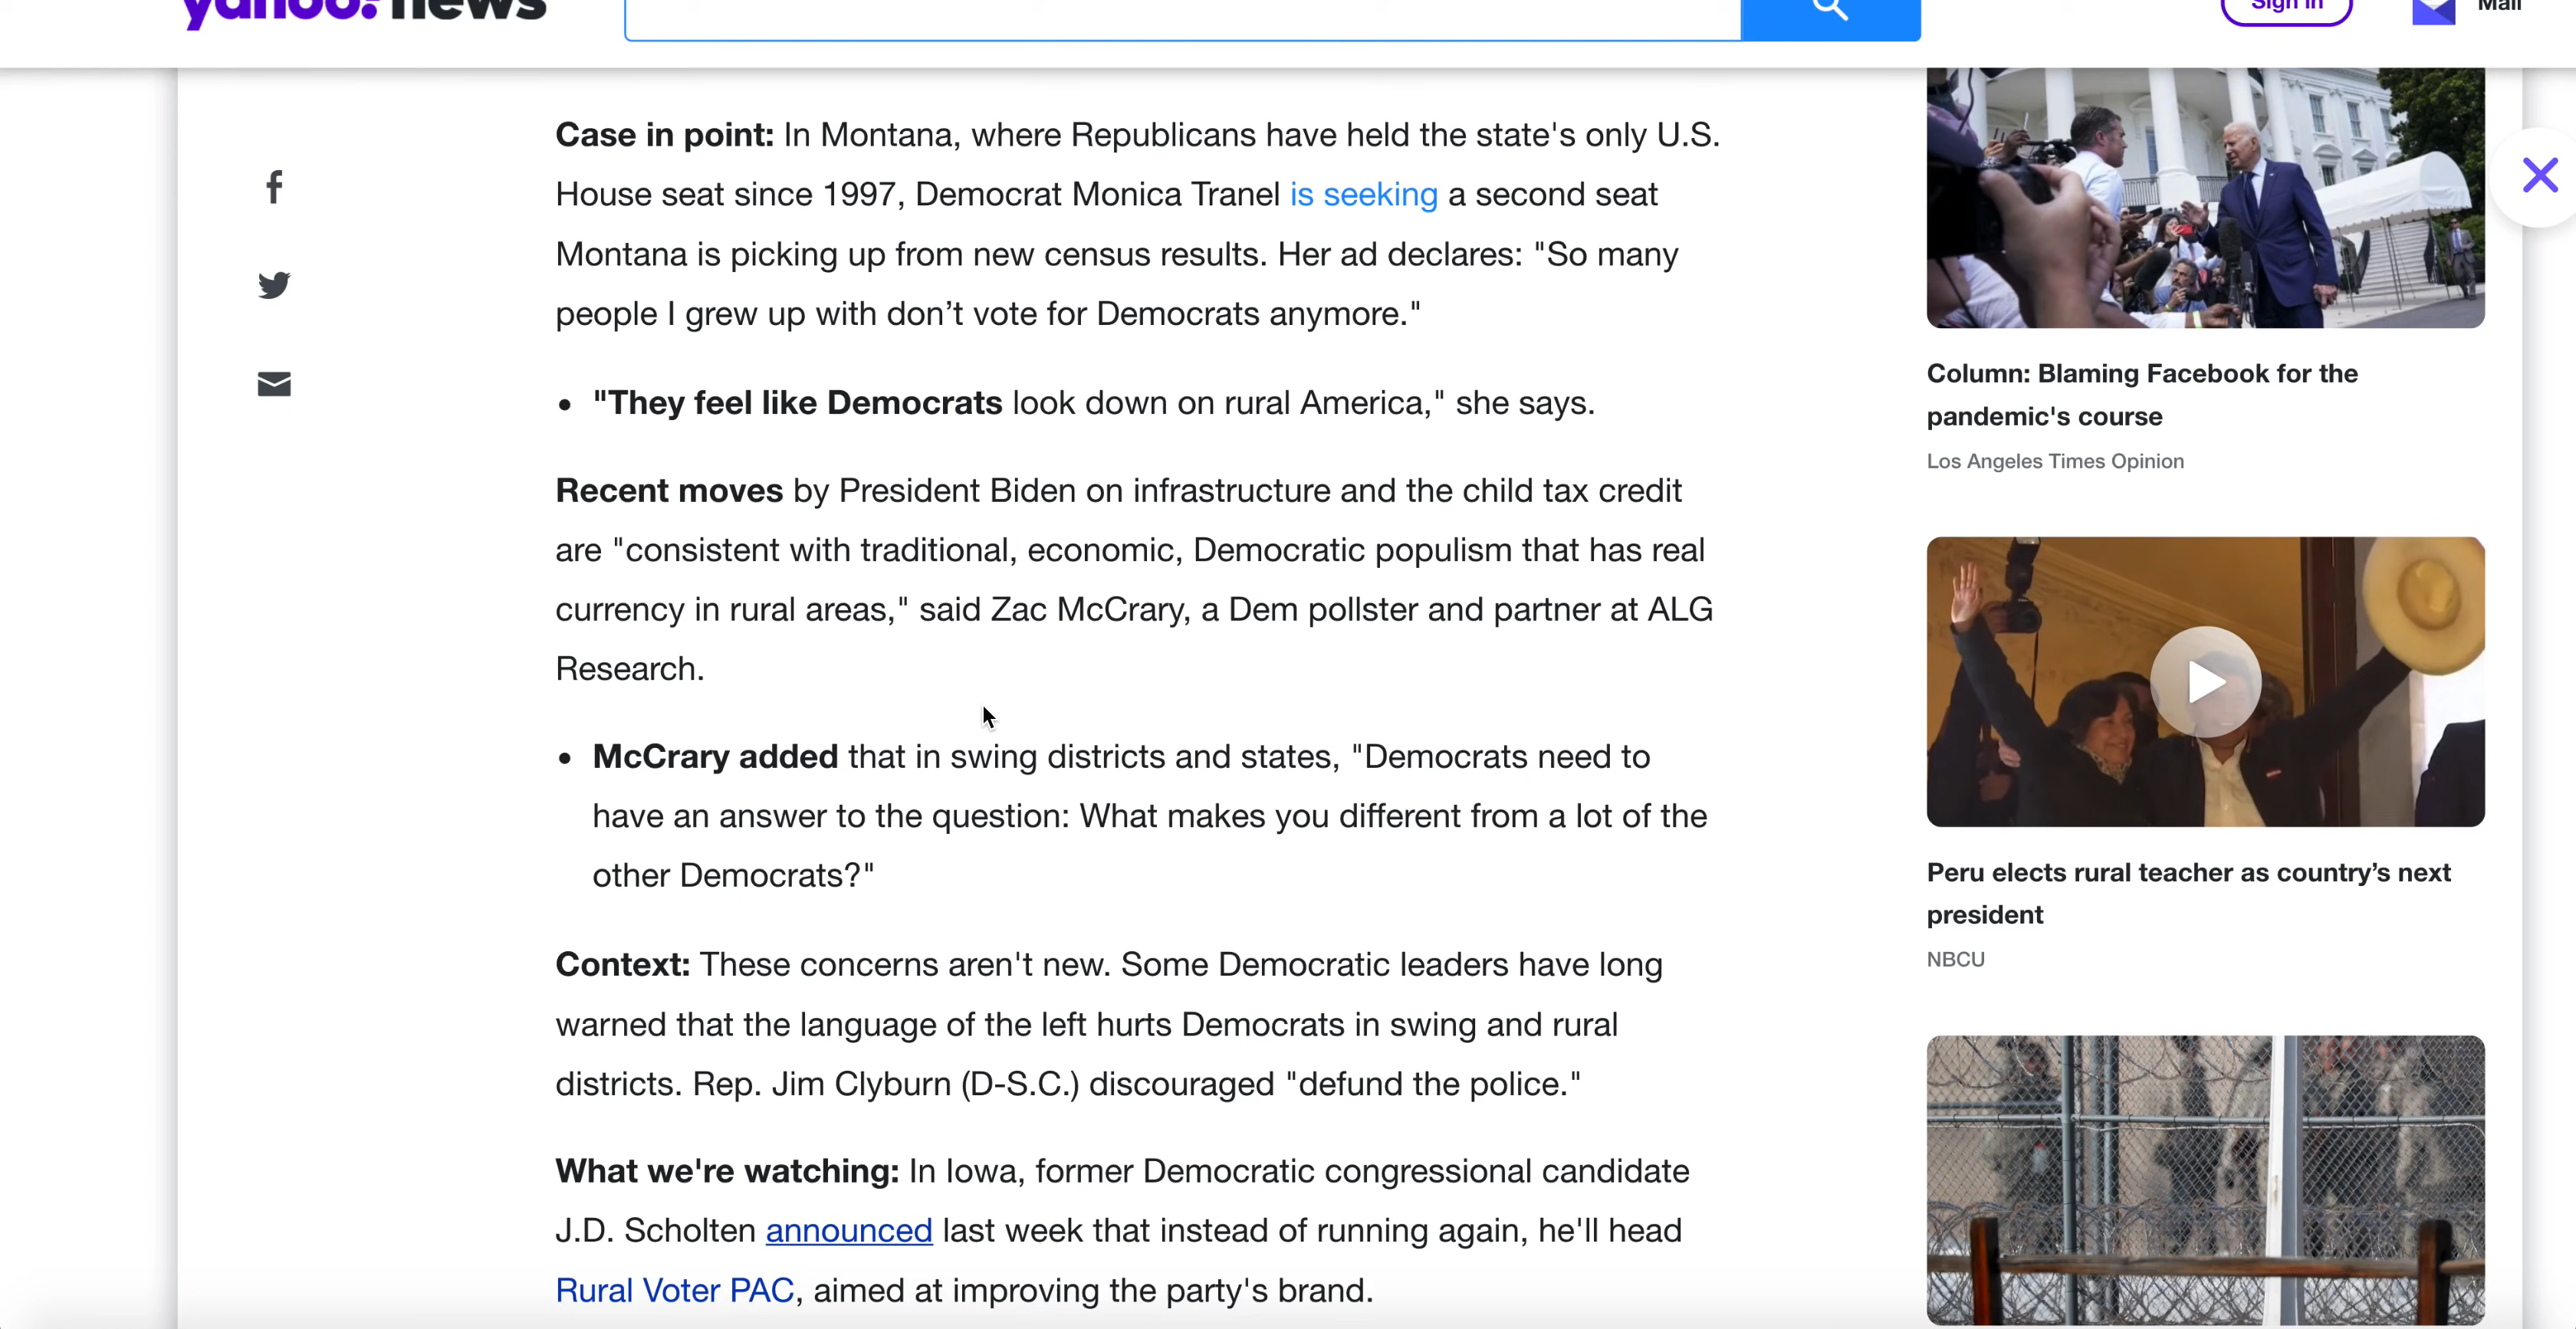 yahoo! news
Sign in
Mail
Case in point: In Montana, where Republicans have held the state's only U.S.
House seat since 1997, Democrat Monica Tranel is seeking a second seat
Montana is picking up from new census results. Her ad declares: "So many
people I grew up with don’t vote for Democrats anymore."
• "They feel like Democrats look down on rural America," she says.
Recent moves by President Biden on infrastructure and the child tax credit
are "consistent with traditional, economic, Democratic populism that has real
currency in rural areas," said Zac McCrary, a Dem pollster and partner at ALG
Research.
• McCrary added that in swing districts and states, "Democrats need to
have an answer to the question: What makes you different from a lot of the
other Democrats?"
Context: These concerns aren't new. Some Democratic leaders have long
warned that the language of the left hurts Democrats in swing and rural
districts. Rep. Jim Clyburn (D-S.C.) discouraged "defund the police."
What we're watching: In Iowa, former Democratic congressional candidate
J.D. Scholten announced last week that instead of running again, he'll head
Rural Voter PAC, aimed at improving the party's brand.
Column: Blaming Facebook for the
pandemic's course
Los Angeles Times Opinion
Peru elects rural teacher as country’s next
president
NBCU